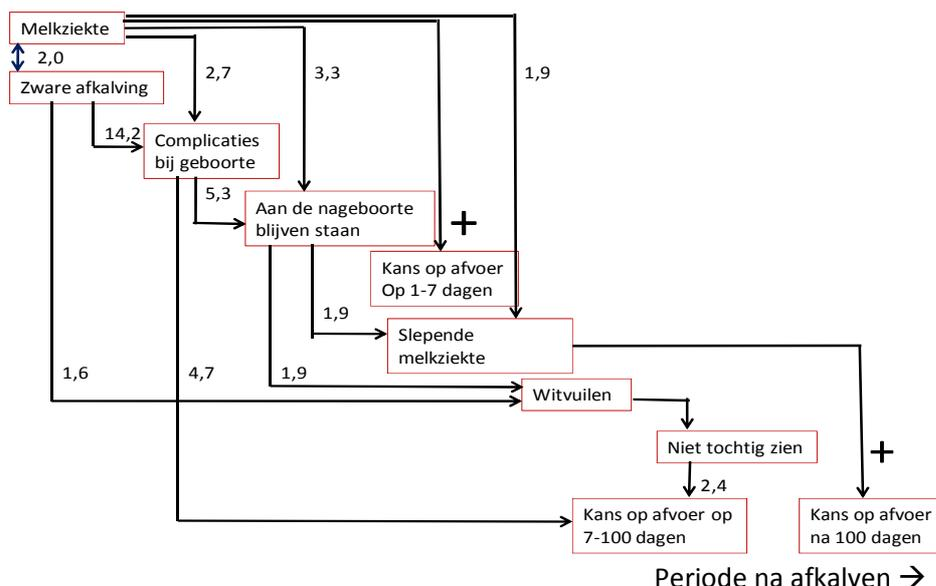 Melkziekte
2,0
Zware afkalving
2,7
3,3
1,9
14,2
Complicaties
bij geboorte
5,3
Aan de nageboorte
blijven staan
+
Kans op afvoer
Op 1-7 dagen
1,9
Slepende
melkziekte
1,6
4,7
1,9
Witvuilen
Niet tochtig zien
+
2,4
Kans op afvoer op
7-100 dagen
Kans op afvoer
na 100 dagen
Periode na afkalven →